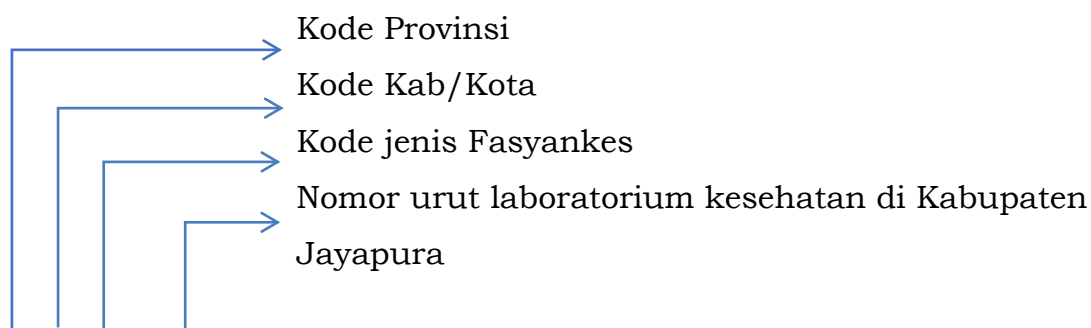 Kode Provinsi
Kode Kab/Kota
Kode jenis Fasyankes
Nomor urut laboratorium kesehatan di Kabupaten
Jayapura